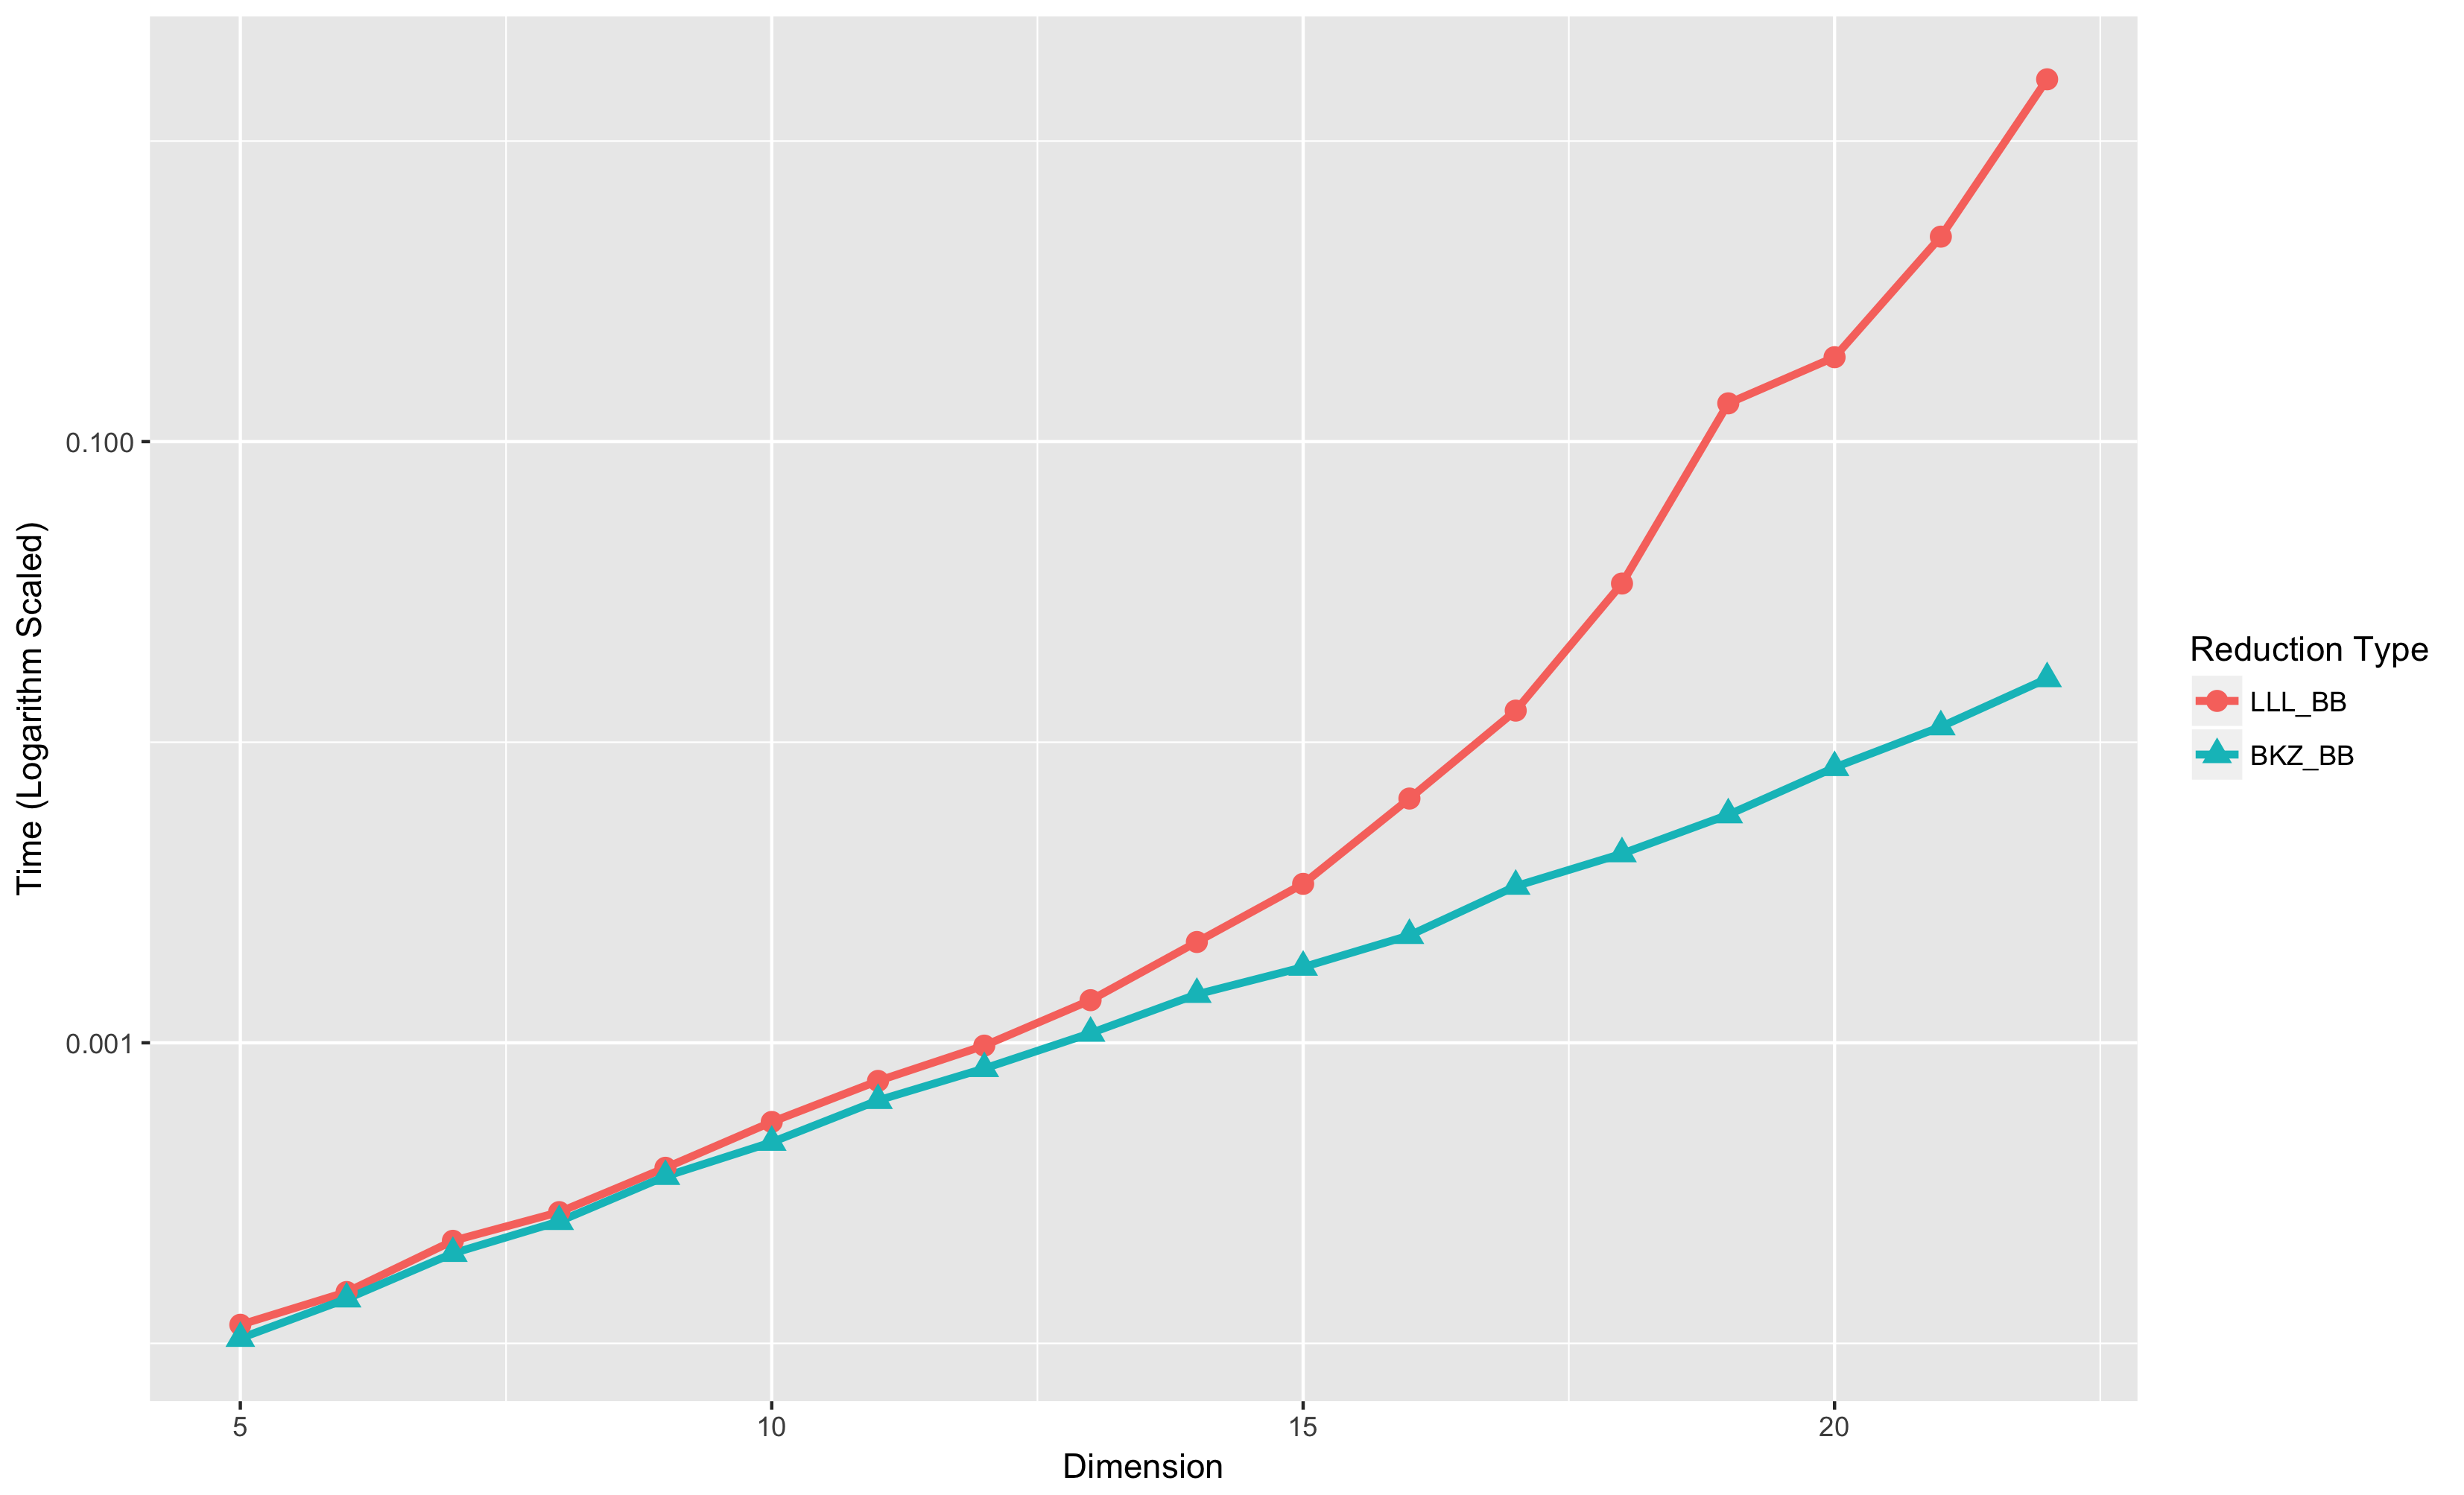 Time (Logarithm Scaled)
0.100
0.001
5 10 15 20
Dimension
Reduction Type
LLL_BB
BKZ_BB